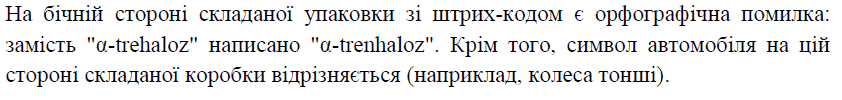 На бічній стороні складаної упаковки зі штрих-кодом є орфографічна помилка:
замість "α-trehaloz" написано "α-trenhaloz". Крім того, символ автомобіля на цій
стороні складаної коробки відрізняється (наприклад, колеса тонші).